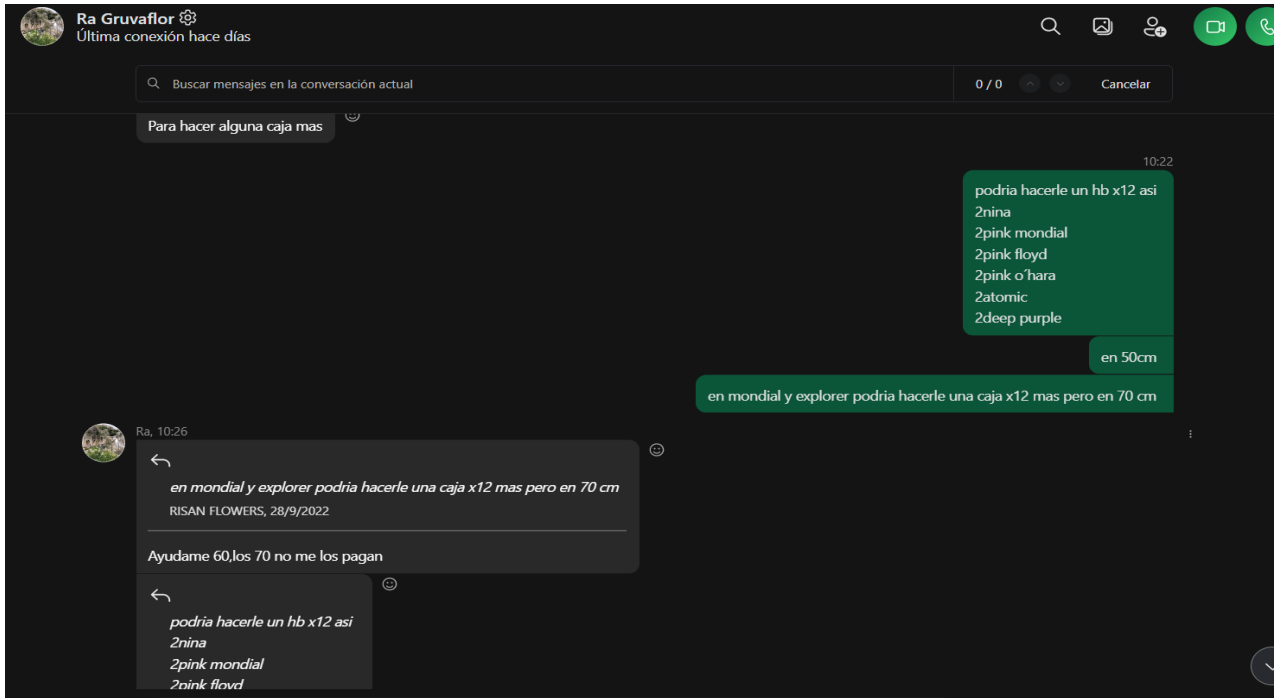 Ra Gruvaflor
Última conexión hace días
Buscar mensajes en la conversación actual
0 / 0
Cancelar
Para hacer alguna caja mas
10:22
podria hacerle un hb x12 asi
2nina
2pink mondial
2pink floyd
2pink o´hara
2atomic
2deep purple
en 50cm
en mondial y explorer podria hacerle una caja x12 mas pero en 70 cm
Ra, 10:26
en mondial y explorer podria hacerle una caja x12 mas pero en 70 cm
RISAN FLOWERS, 28/9/2022
Ayudame 60,los 70 no me los pagan
podria hacerle un hb x12 asi
2nina
2pink mondial
2pink floyd